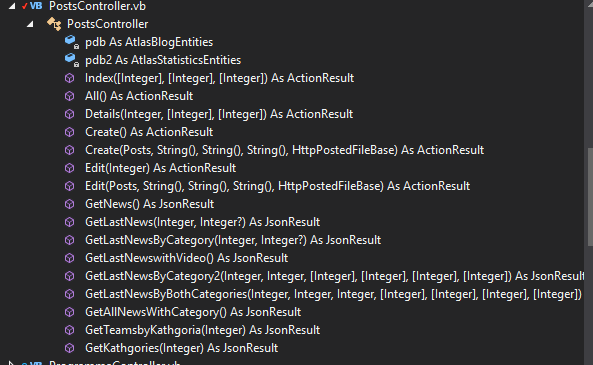 PostsController.vb
PostsController
pdb As AtlasBlogEntities
pdb2 As AtlasStatisticsEntities
Index([Integer], [Integer], [Integer]) As ActionResult
All() As ActionResult
Details(Integer, [Integer], [Integer]) As ActionResult
Create() As ActionResult
Create(Posts, String(), String(), String(), HttpPostedFileBase) As ActionResult
Edit(Integer) As ActionResult
Edit(Posts, String(), String(), String(), HttpPostedFileBase) As ActionResult
GetNews() As JsonResult
GetLastNews(Integer, Integer?) As JsonResult
GetLastNewsByCategory(Integer, Integer?) As JsonResult
GetLastNewswithVideo() As JsonResult
GetLastNewsByCategory2(Integer, Integer, [Integer], [Integer], [Integer], [Integer]) As JsonResult
GetLastNewsByBothCategories(Integer, Integer, Integer, [Integer], [Integer], [Integer], [Integer])
GetAllNewsWithCategory() As JsonResult
GetTeamsbyKathgoria(Integer) As JsonResult
GetKathgories(Integer) As JsonResult